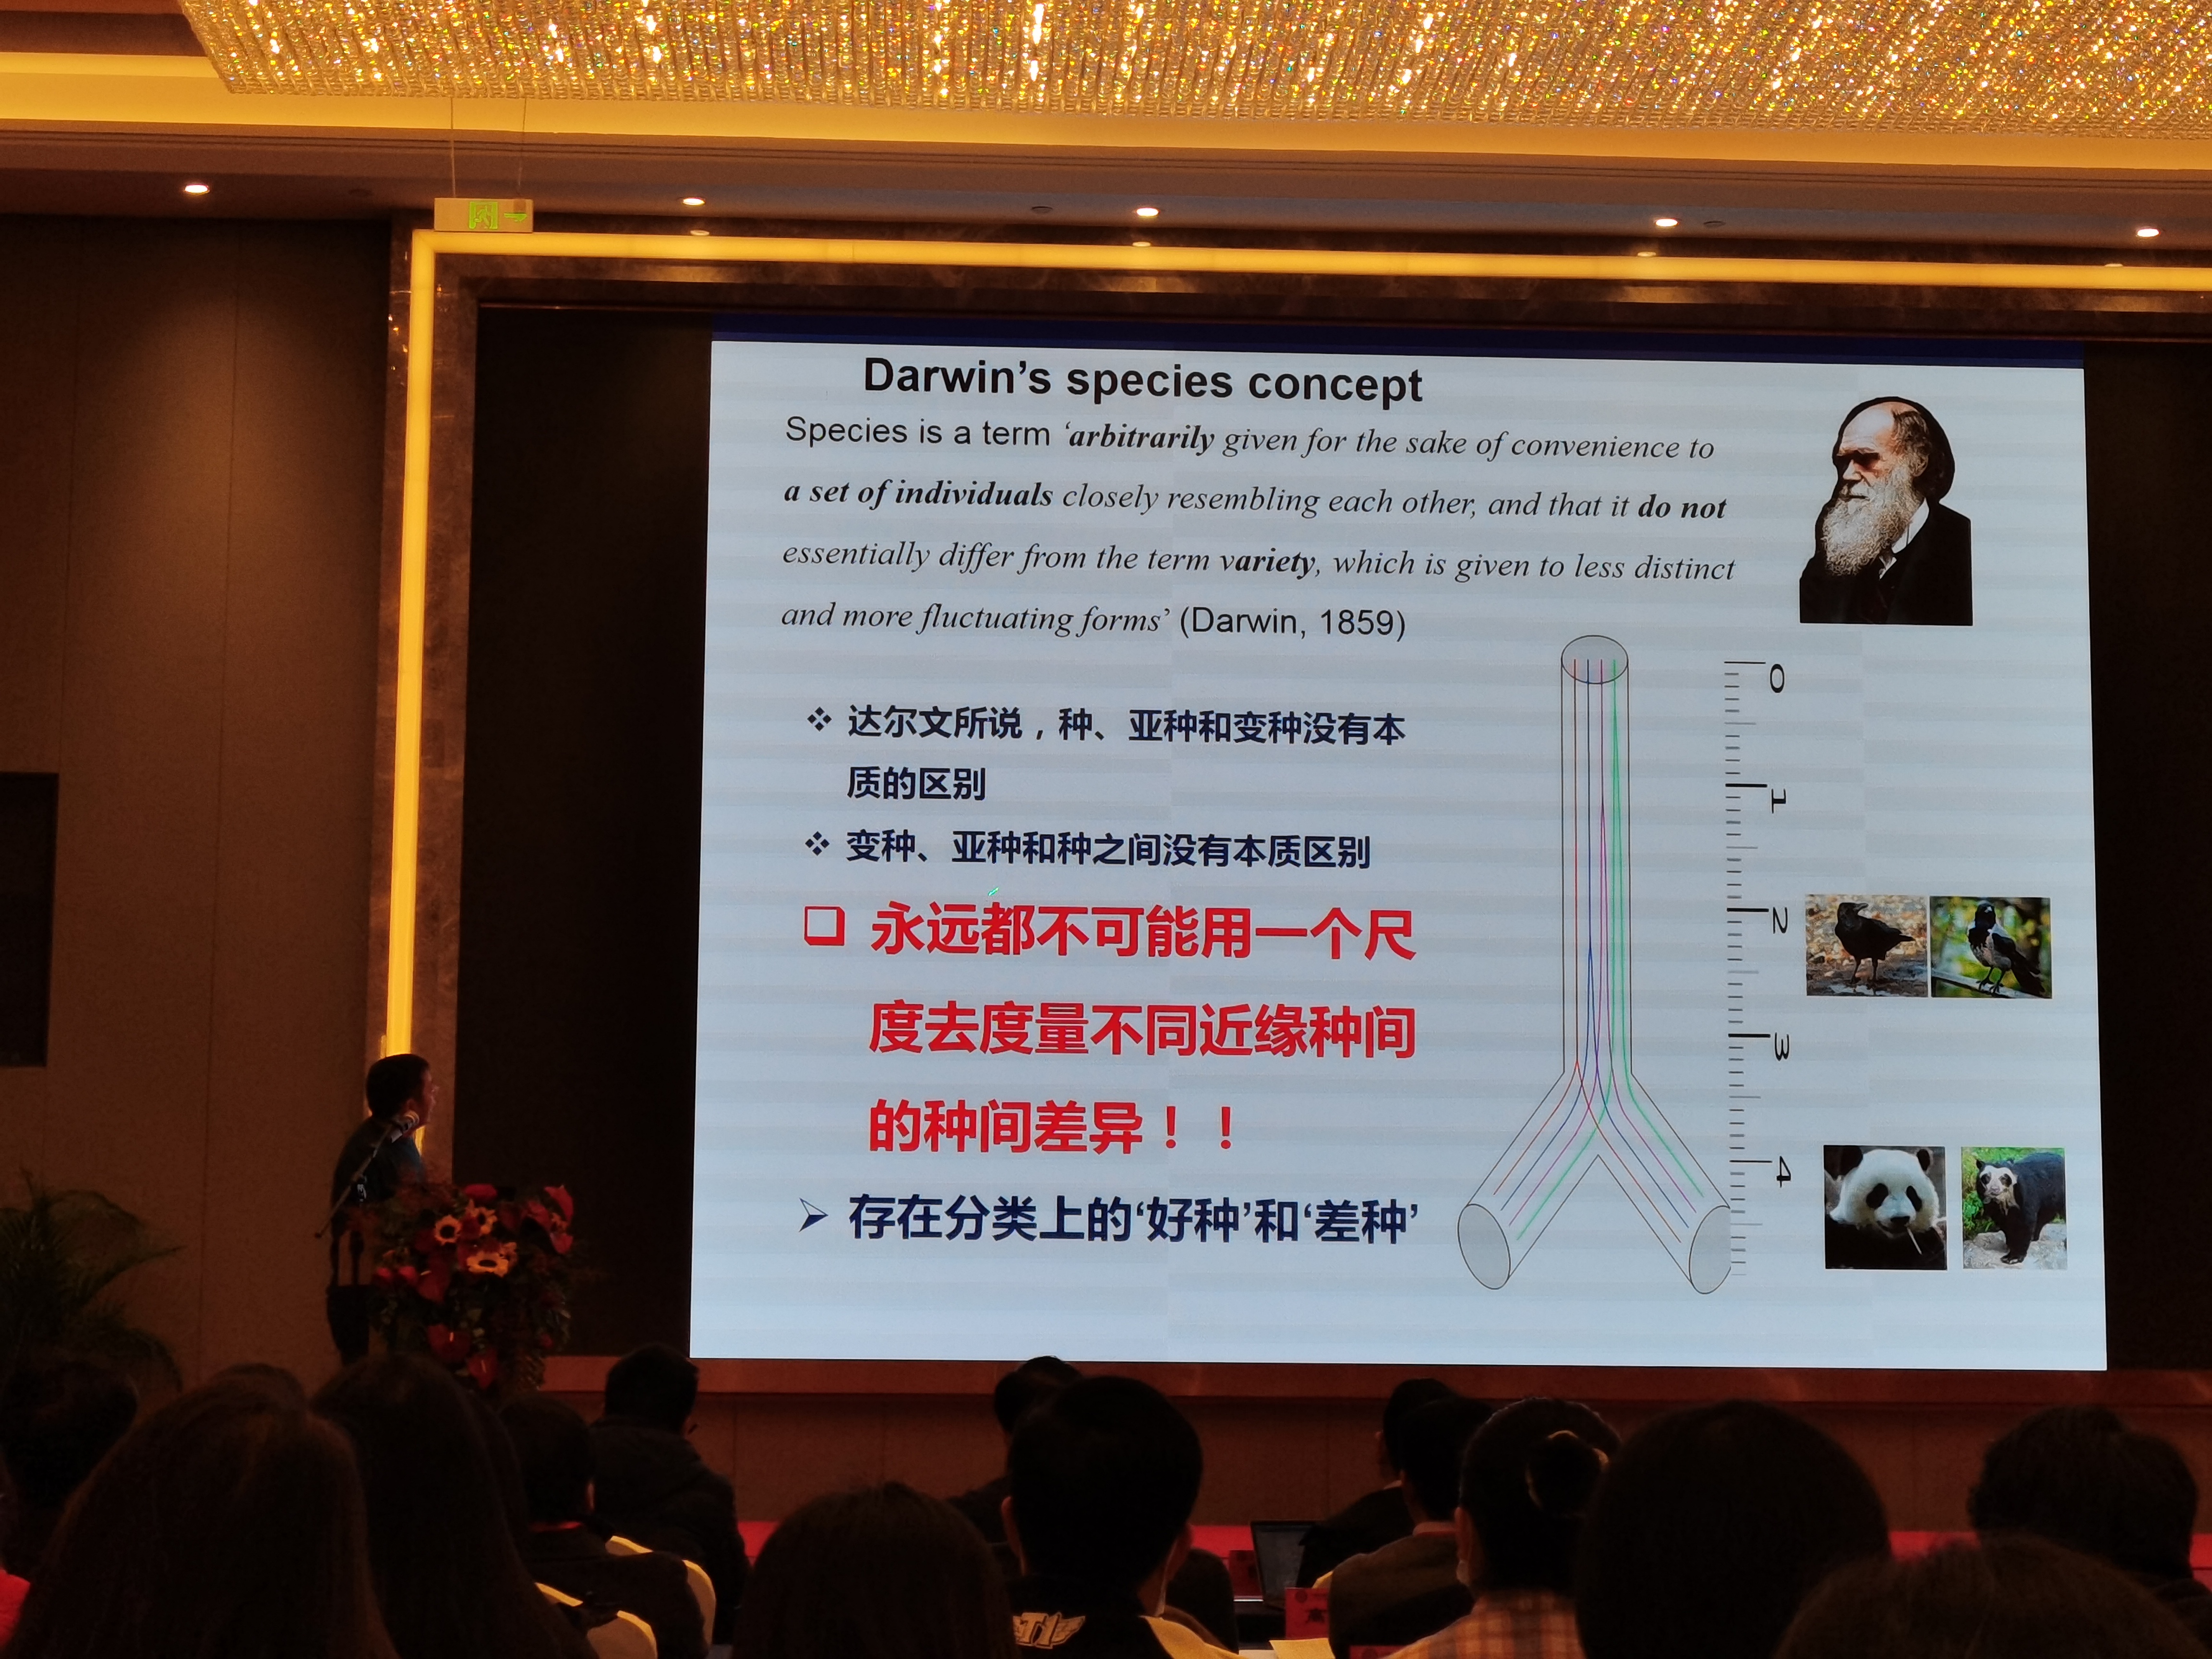 Darwin's species concept
Species is a term ‘arbitrarily given for the sake of convenience to
a set of individuals closely resembling each other, and that it do not
essentially differ from the term variety, which is given to less distinct
and more fluctuating forms’ (Darwin, 1859)
达尔文所说，种、亚种和变种没有本
质的区别
变种、亚种和种之间没有本质区别
永远都不可能用一个尺
度去度量不同近缘种间
的种间差异！！
存在分类上的‘好种’和‘差种’
0
1
2
3
4
T1